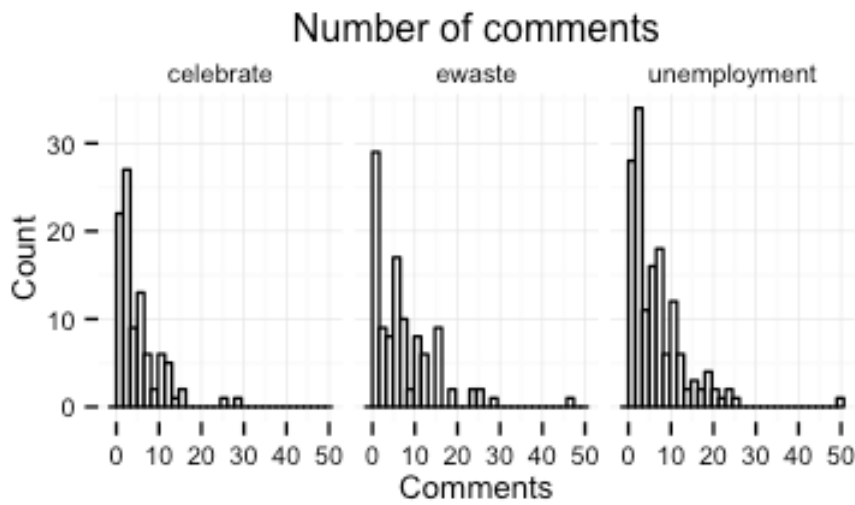 Number of comments
celebrate ewaste unemployment
30
20
10
0
Count
0 10 20 30 40 50 0 10 20 30 40 50 0 10 20 30 40 50
Comments